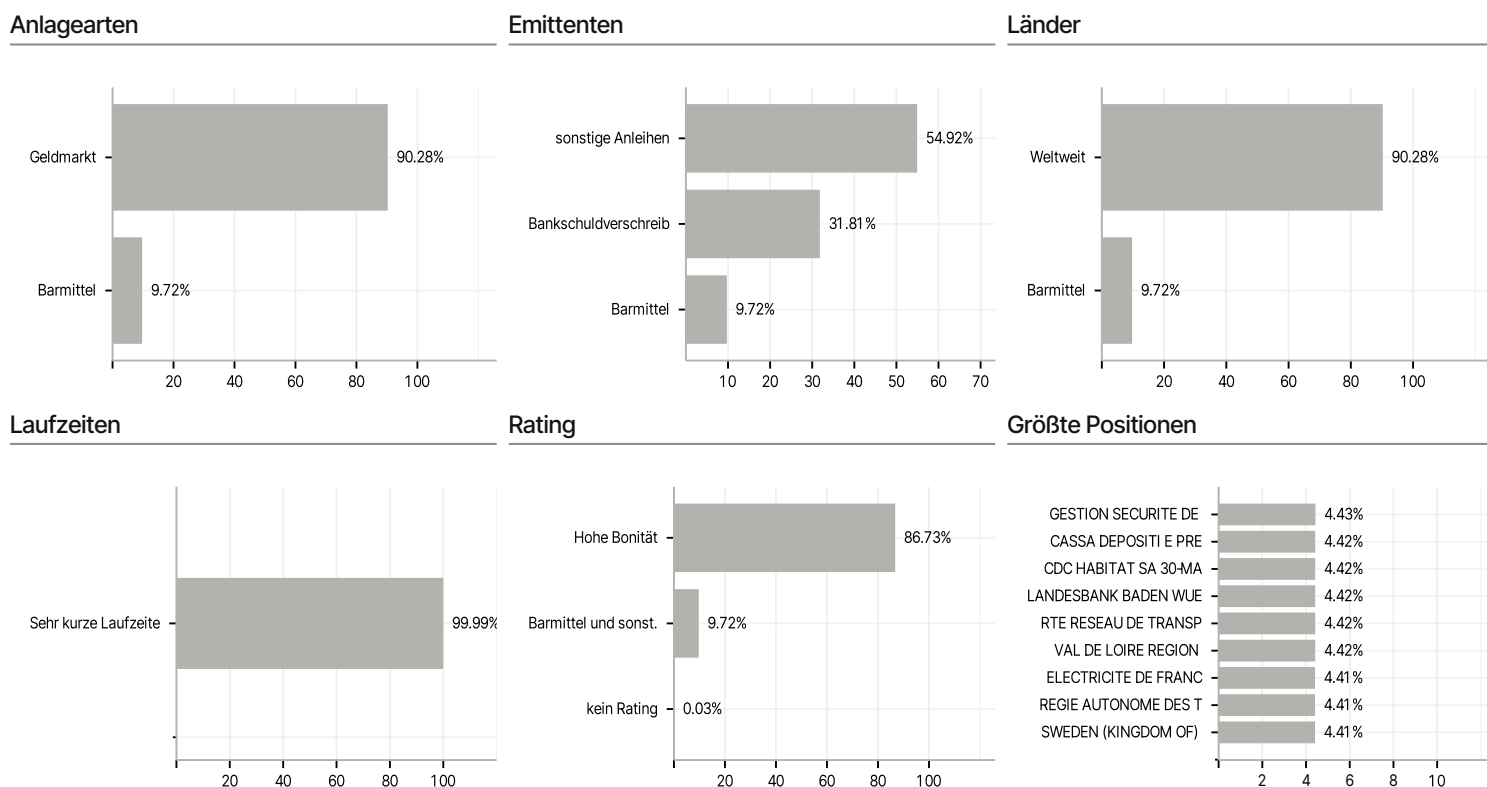 Anlagearten
Geldmarkt
90.28%
Barmittel
9.72%
20 40 60 80 100
Emittenten
sonstige Anleihen
54.92%
Bankschuldverschreib
31.81%
Barmittel
9.72%
10 20 30 40 50 60 70
Länder
Weltweit
90.28%
Barmittel
9.72%
20 40 60 80 100
Laufzeiten
Sehr kurze Laufzeite
99.99%
20 40 60 80 100
Rating
Hohe Bonität
86.73%
Barmittel und sonst.
9.72%
kein Rating
0.03%
20 40 60 80 100
Größte Positionen
GESTION SECURITE DE 4.43%
CASSA DEPOSITI E PRE 4.42%
CDC HABITAT SA 30-MA 4.42%
LANDESBANK BADEN WUE 4.42%
RTE RESEAU DE TRANSP 4.42%
VAL DE LOIRE REGION 4.42%
ELECTRICITE DE FRANC 4.41%
REGIE AUTONOME DES T 4.41%
SWEDEN (KINGDOM OF) 4.41%
2 4 6 8 10